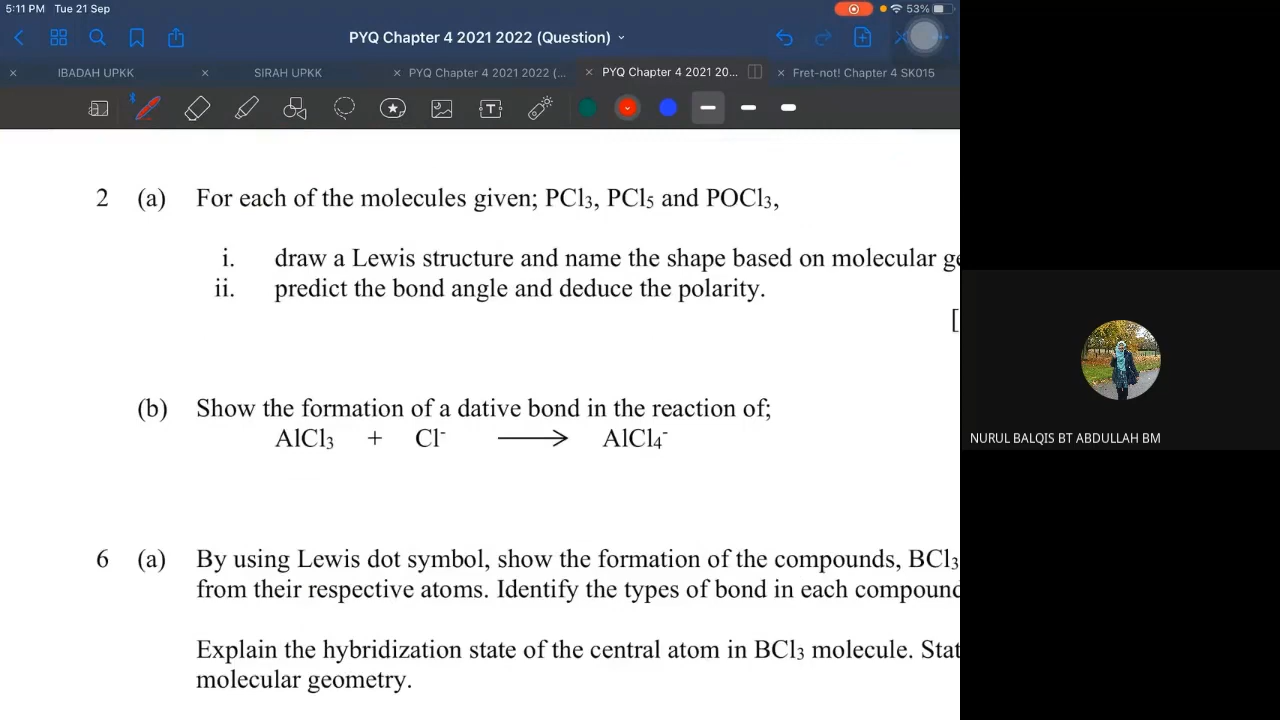 5:11 PM Tue 21 Sep
53%
PYQ Chapter 4 2021 2022 (Question)
IBADAH UPKK
SIRAH UPKK
PYQ Chapter 4 2021 2022 (...
PYQ Chapter 4 2021 20...
Fret-not! Chapter 4 SK015
2 (a) For each of the molecules given; PCl₃, PCl₅ and POCl₃,
i. draw a Lewis structure and name the shape based on molecular ge
ii. predict the bond angle and deduce the polarity.
[
(b) Show the formation of a dative bond in the reaction of;
AlCl₃ + Cl⁻ ⟶ AlCl₄⁻
NURUL BALQIS BT ABDULLAH BM
6 (a) By using Lewis dot symbol, show the formation of the compounds, BCl₃
from their respective atoms. Identify the types of bond in each compound
Explain the hybridization state of the central atom in BCl₃ molecule. Stat
molecular geometry.